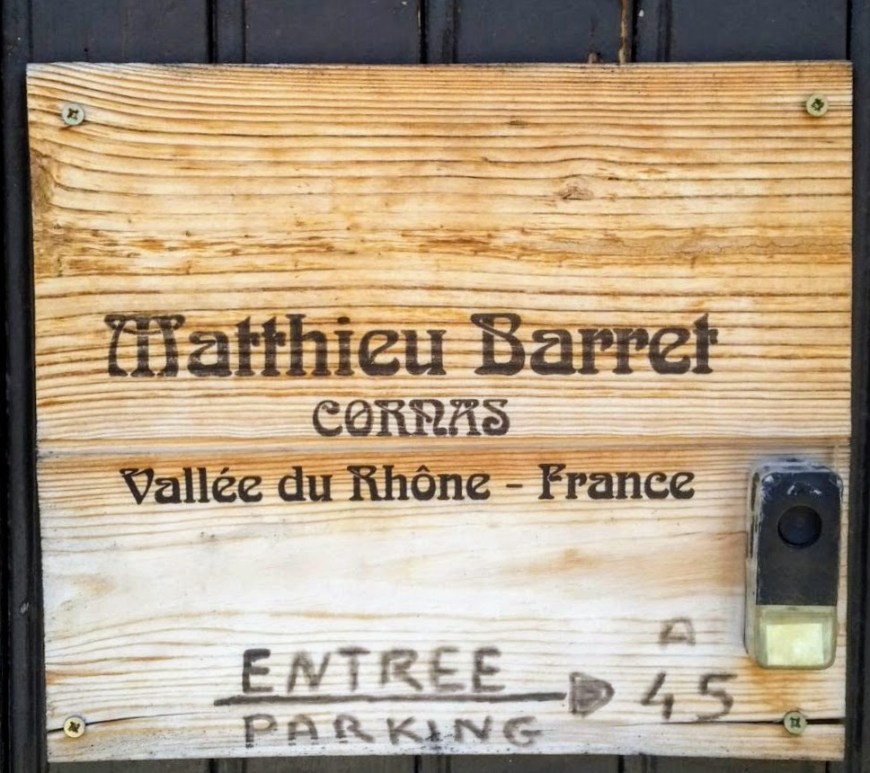 Matthieu Barret
CORNAS
Vallée du Rhône - France
ENTREE
PARKING
A
45